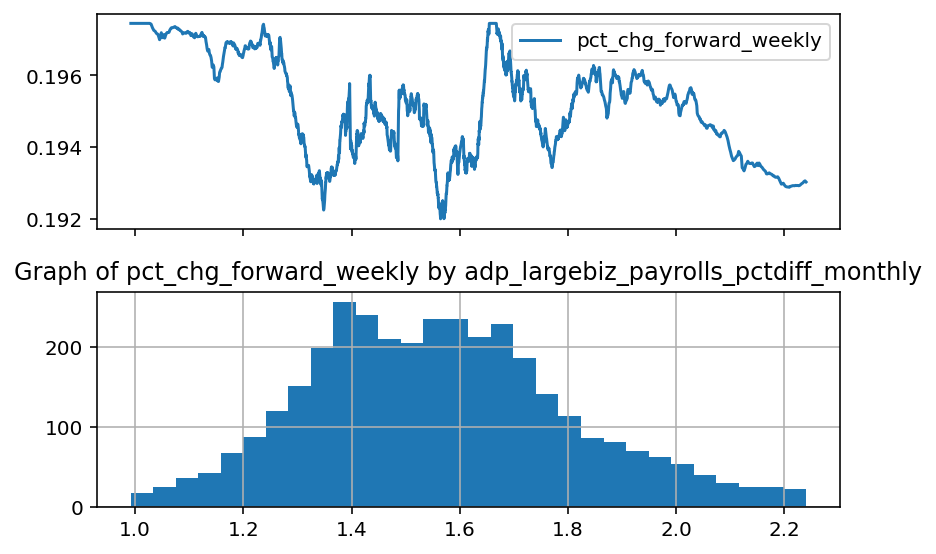 pct_chg_forward_weekly
0.196
0.194
0.192
Graph of pct_chg_forward_weekly by adp_largebiz_payrolls_pctdiff_monthly
200
100
0
1.0 1.2 1.4 1.6 1.8 2.0 2.2